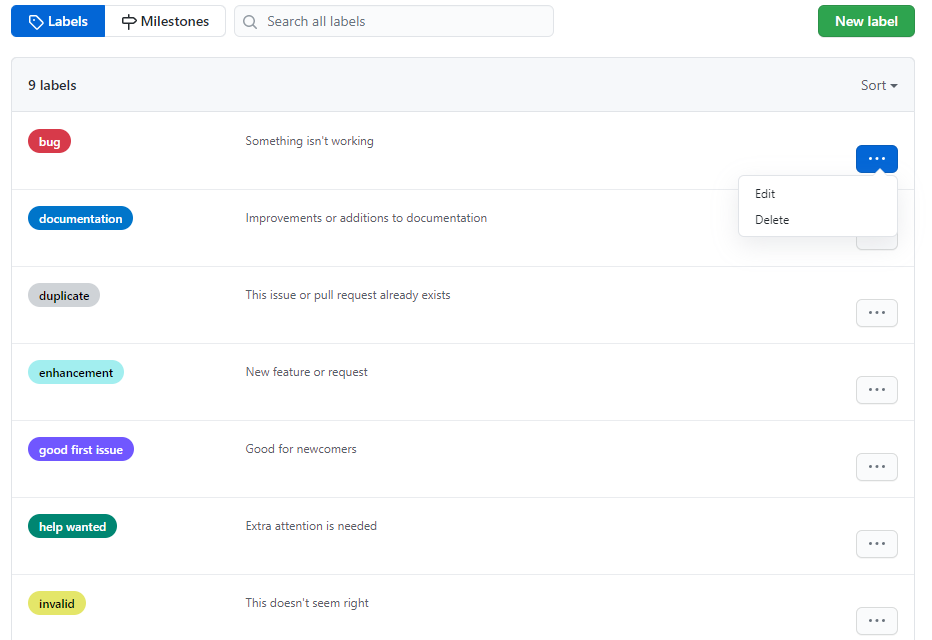 Labels Milestones Search all labels New label
9 labels Sort
bug Something isn't working
...
Edit
documentation Improvements or additions to documentation Delete
duplicate This issue or pull request already exists
...
enhancement New feature or request
...
good first issue Good for newcomers
...
help wanted Extra attention is needed
...
invalid This doesn't seem right
...